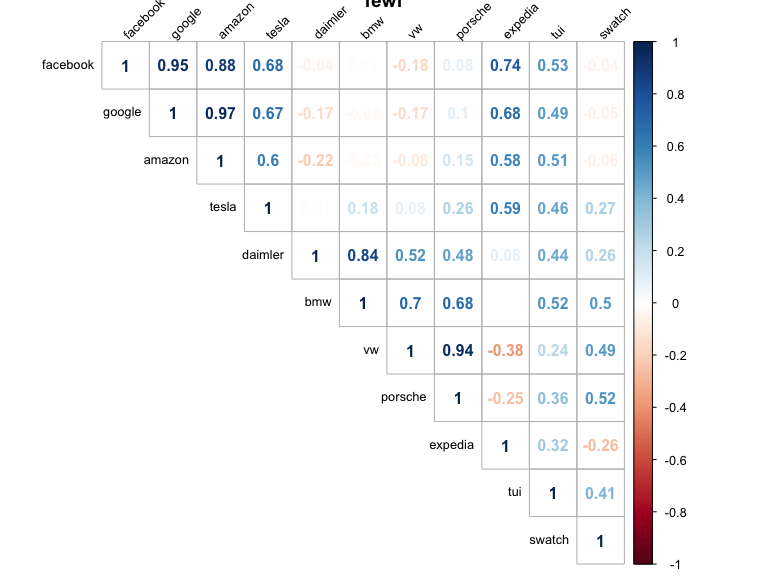 fewi
facebook google amazon tesla daimler bmw vw porsche expedia tui swatch
facebook 1 0.95 0.88 0.68 -0.04 -0.18 0.08 0.74 0.53 -0.04 1
google 1 0.97 0.67 -0.17 -0.02 -0.17 0.1 0.68 0.49 -0.05 0.8
amazon 1 0.6 -0.22 -0.03 -0.08 0.15 0.58 0.51 -0.06 0.6
tesla 1 0.18 0.08 0.26 0.59 0.46 0.27 0.4
daimler 1 0.84 0.52 0.48 0.08 0.44 0.26 0.2
bmw 1 0.7 0.68 0.52 0.5 0
vw 1 0.94 -0.38 0.24 0.49 -0.2
porsche 1 -0.25 0.36 0.52 -0.4
expedia 1 0.32 -0.26 -0.6
tui 1 0.41 -0.8
swatch 1 -1